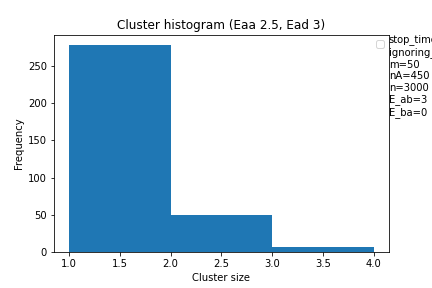 Cluster histogram (Eaa 2.5, Ead 3)
stop_time
ignoring_
m=50
nA=450
n=3000
E_ab=3
E_ba=0
250
200
150
100
50
0
Frequency
1.0 1.5 2.0 2.5 3.0 3.5 4.0
Cluster size